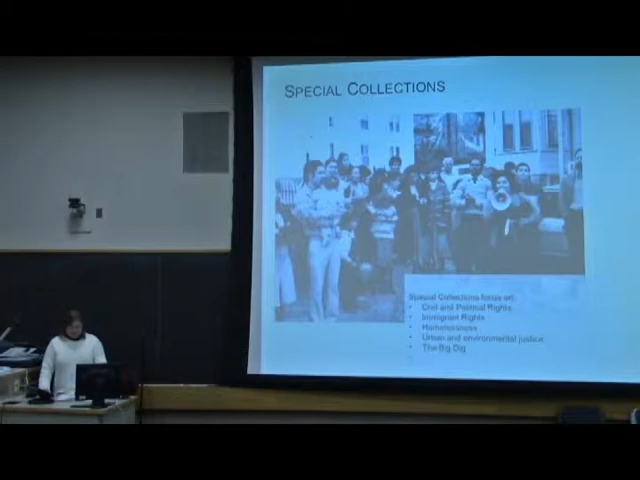 SPECIAL COLLECTIONS
Special Collections focus on:
• Civil and Political Rights
• Immigrant Rights
• Homelessness
• Urban and environmental justice
• The Big Dig